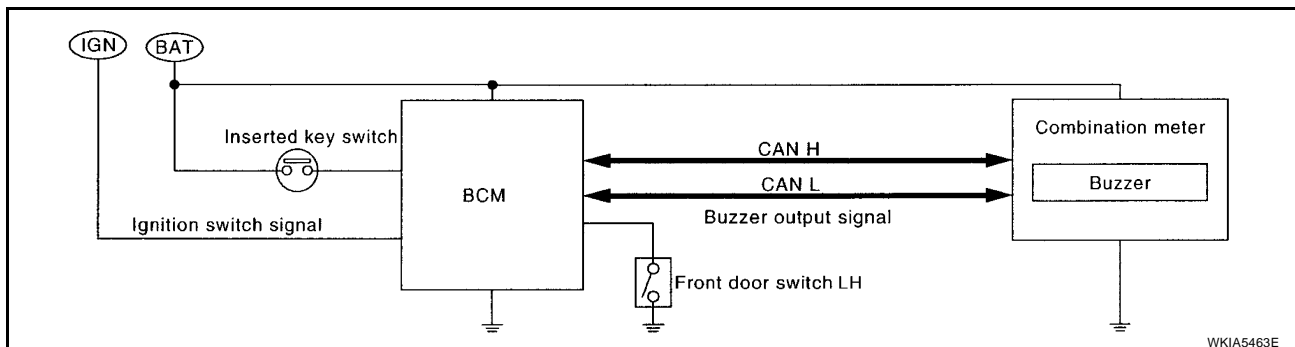 IGN
BAT
Inserted key switch
Ignition switch signal
BCM
CAN H
CAN L
Buzzer output signal
Front door switch LH
Combination meter
Buzzer
WKIA5463E